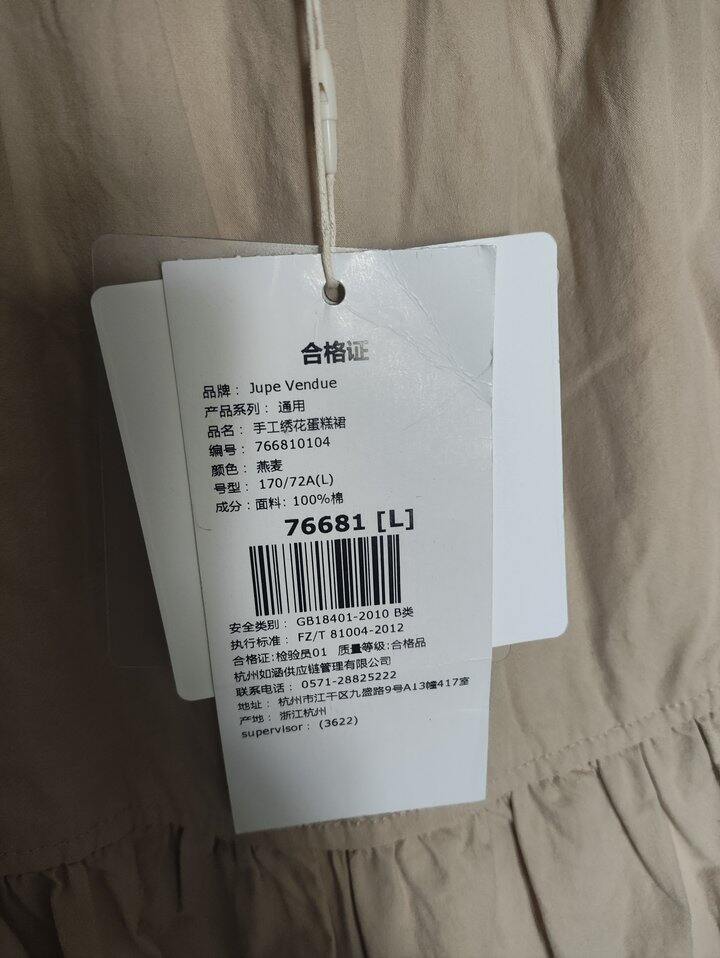 合格证
品牌： Jupe Vendue
产品系列： 通用
品名： 手工绣花蛋糕裙
编号： 766810104
颜色： 燕麦
号型： 170/72A(L)
成分：面料: 100%棉
76681 [L]
安全类别： GB18401-2010 B类
执行标准： FZ/T 81004-2012
合格证:检验员01 质量等级:合格品
杭州如涵供应链管理有限公司
联系电话： 0571-28825222
地址： 杭州市江干区九盛路9号A13幢417室
产地： 浙江杭州
supervisor： (3622)